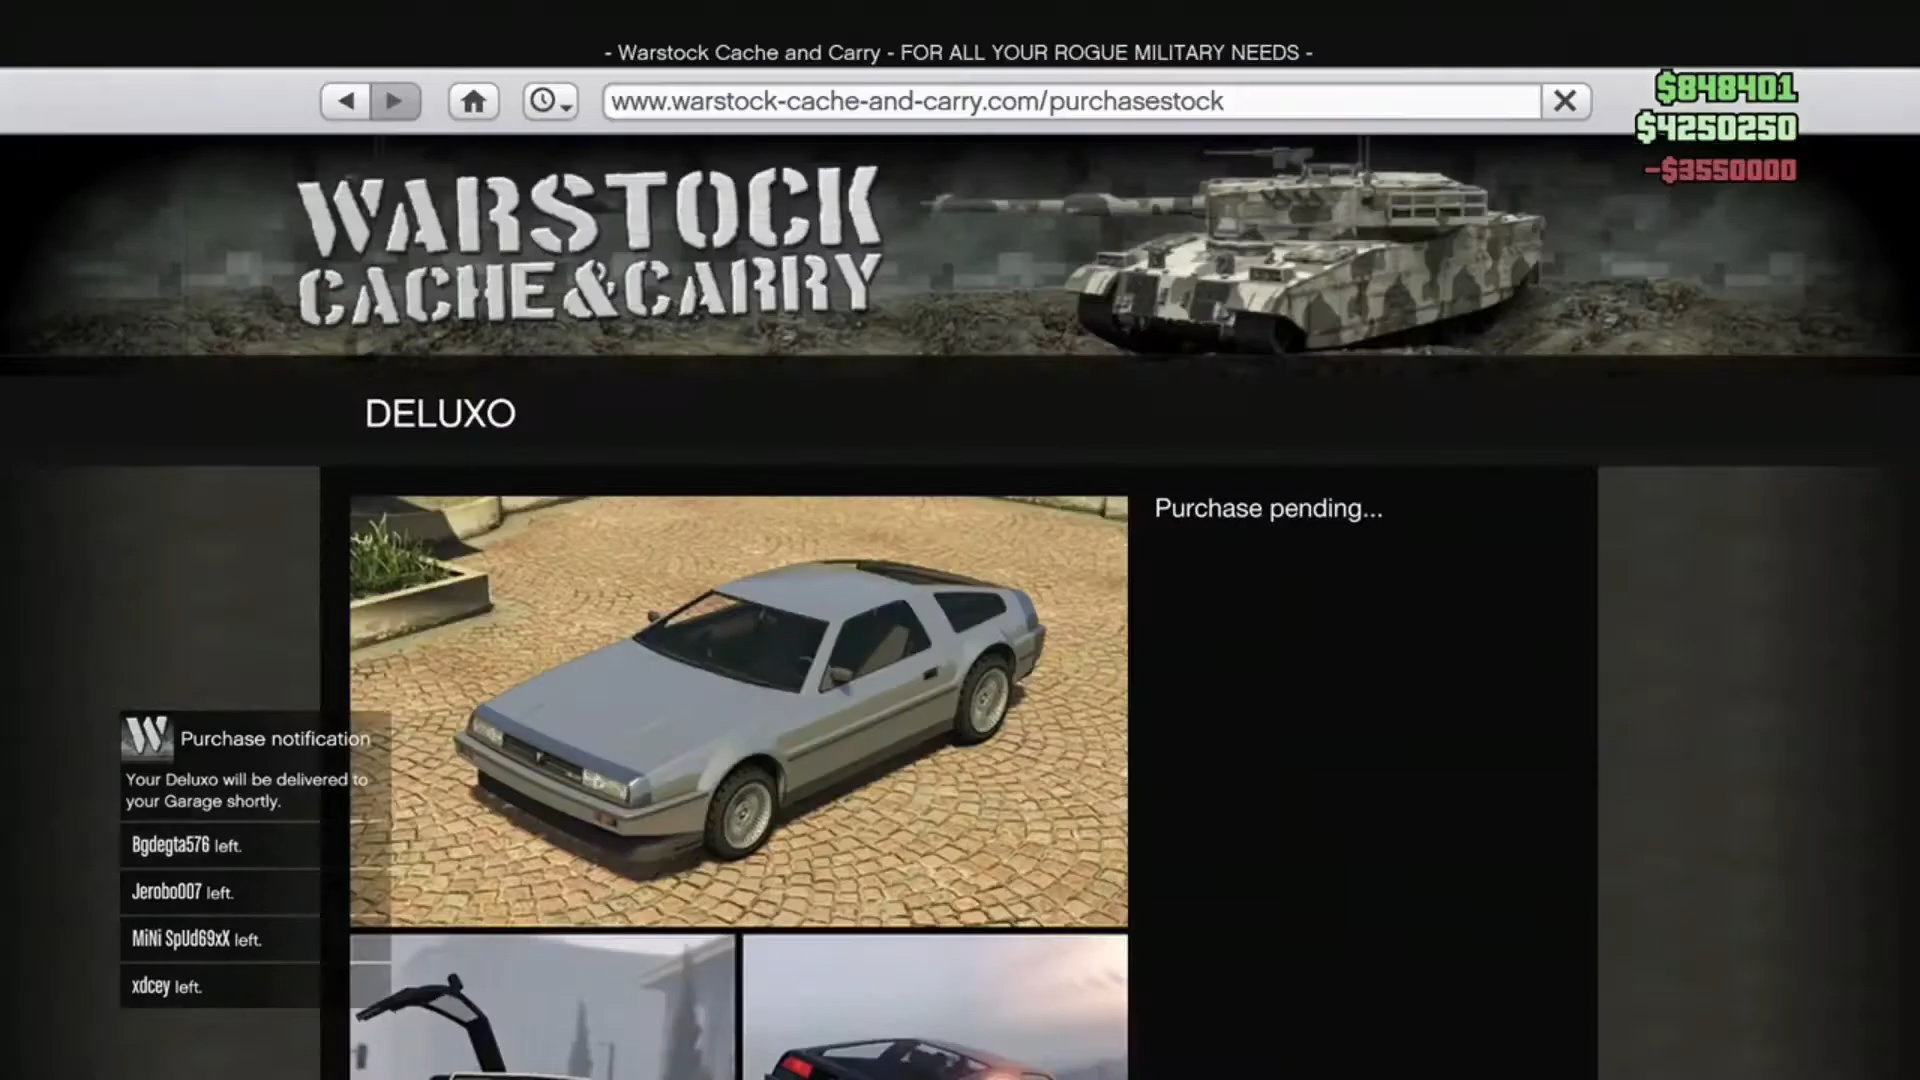 - Warstock Cache and Carry - FOR ALL YOUR ROGUE MILITARY NEEDS -
www.warstock-cache-and-carry.com/purchasestock
$848401
$4250250
-$3550000
WARSTOCK
CACHE&CARRY
DELUXO
Purchase pending...
W Purchase notification
Your Deluxo will be delivered to
your Garage shortly.
Bgdegta576 left.
Jerobo007 left.
MiNi SpUd69xX left.
xdcey left.